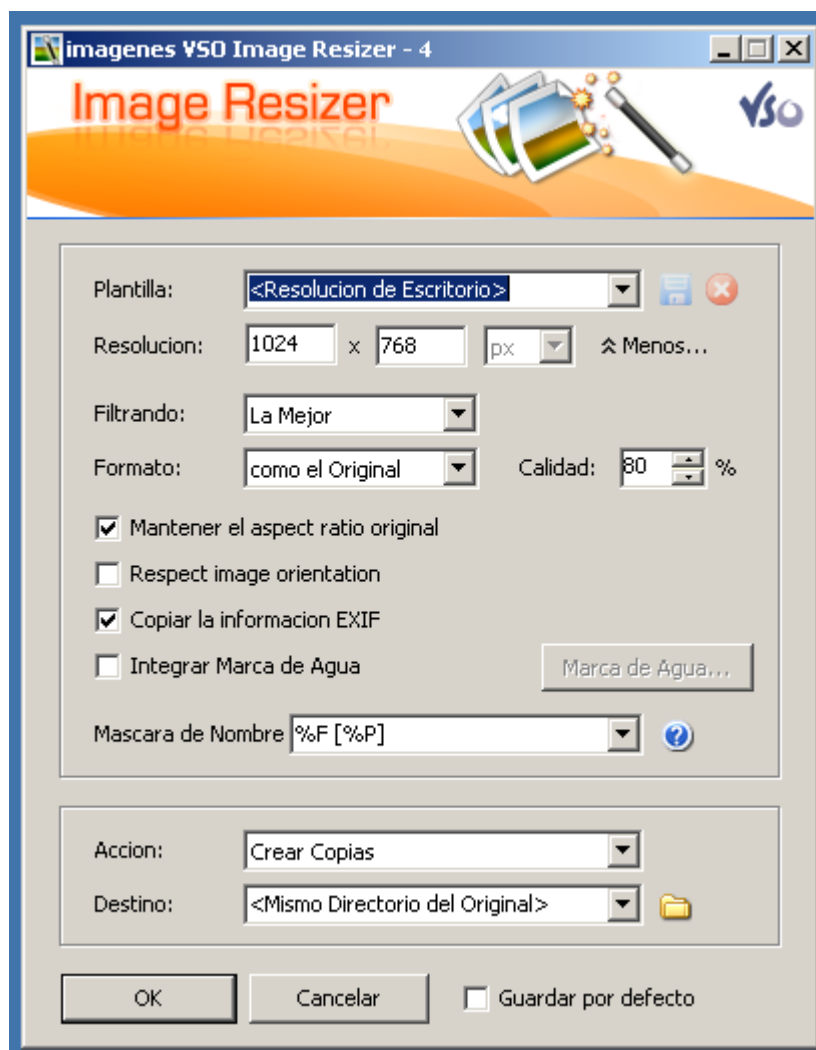 imagenes VSO Image Resizer - 4
Image Resizer
VSO
Plantilla: <Resolucion de Escritorio>
Resolucion: 1024 x 768 px Menos...
Filtrando: La Mejor
Formato: como el Original Calidad: 80 %
Mantener el aspect ratio original
Respect image orientation
Copiar la informacion EXIF
Integrar Marca de Agua Marca de Agua...
Mascara de Nombre %F [%P] ?
Accion: Crear Copias
Destino: <Mismo Directorio del Original>
OK Cancelar Guardar por defecto